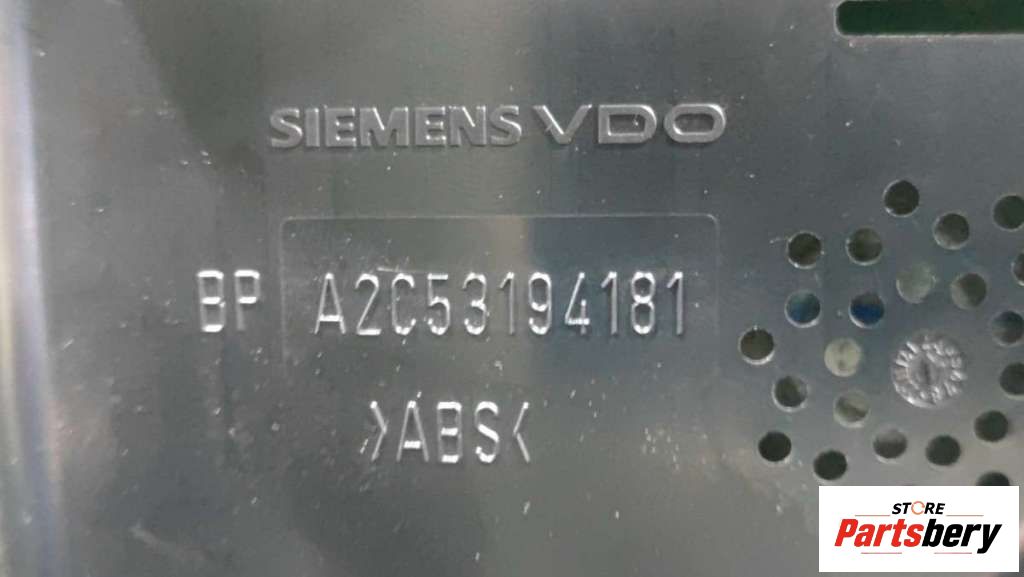 SIEMENS VDO
BP A2C53194181
>ABS<
STORE
Partsbery